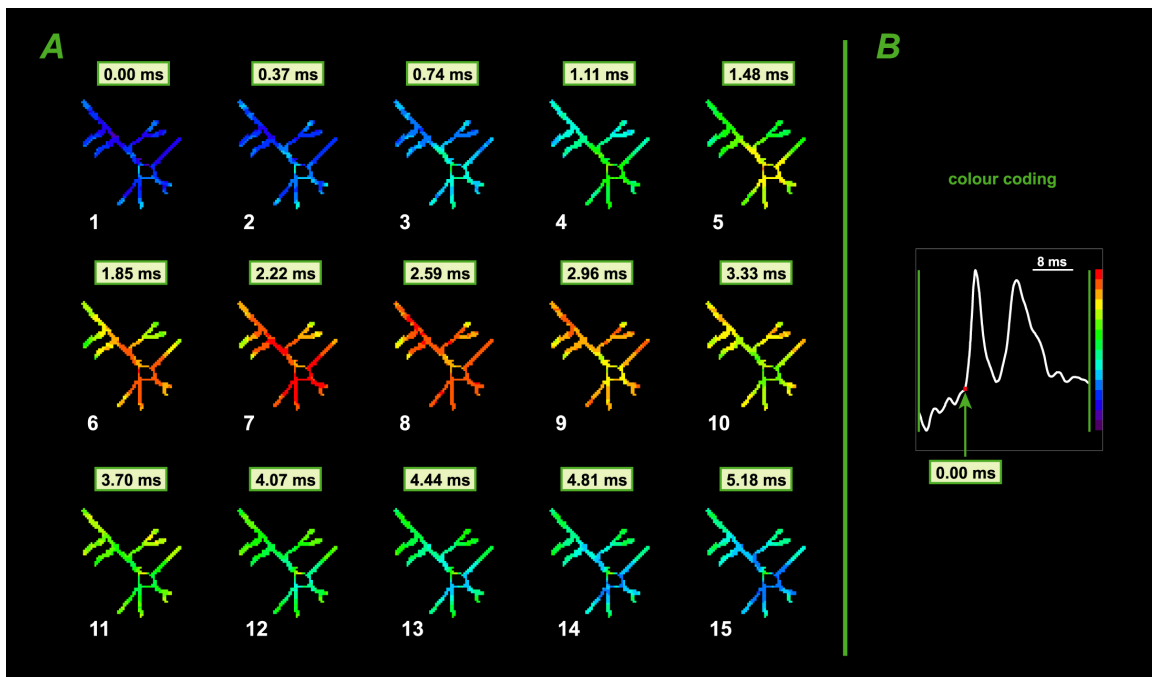 A
B
0.00 ms
0.37 ms
0.74 ms
1.11 ms
1.48 ms
1
2
3
4
5
colour coding
1.85 ms
2.22 ms
2.59 ms
2.96 ms
3.33 ms
8 ms
6
7
8
9
10
0.00 ms
3.70 ms
4.07 ms
4.44 ms
4.81 ms
5.18 ms
11
12
13
14
15